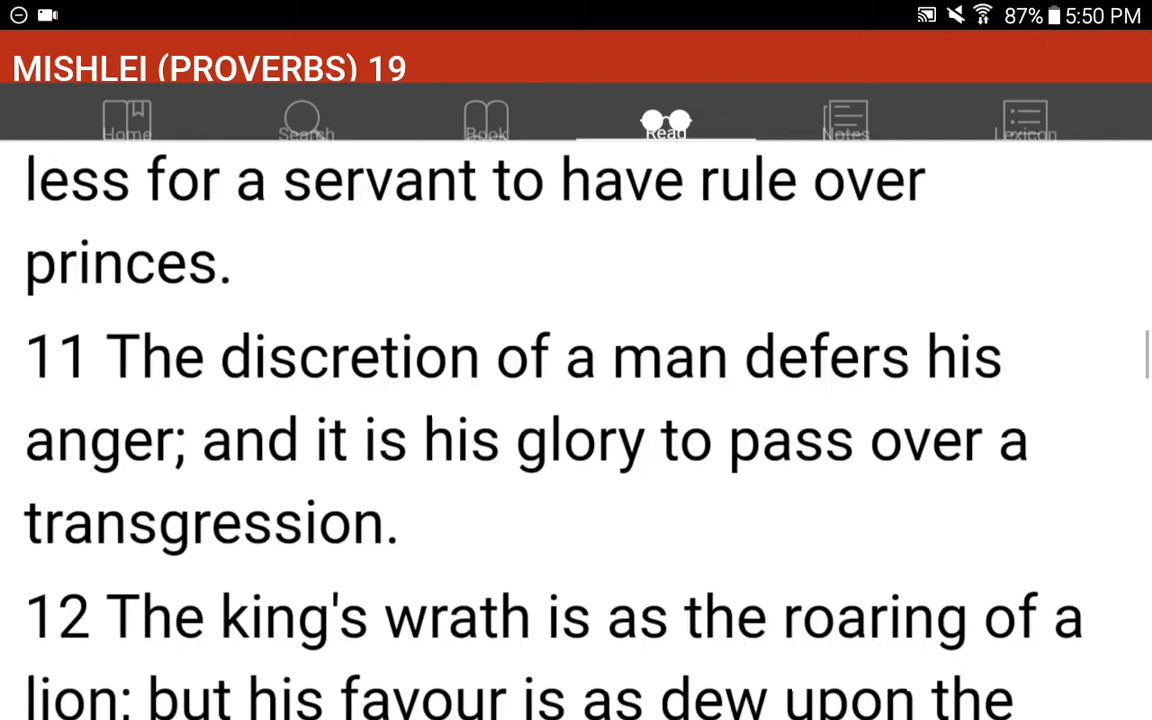 87% 5:50 PM
MISHLEI (PROVERBS) 19
Home Search Book Read Notes Lexicon
less for a servant to have rule over
princes.
11 The discretion of a man defers his
anger; and it is his glory to pass over a
transgression.
12 The king's wrath is as the roaring of a
lion; but his favour is as dew upon the